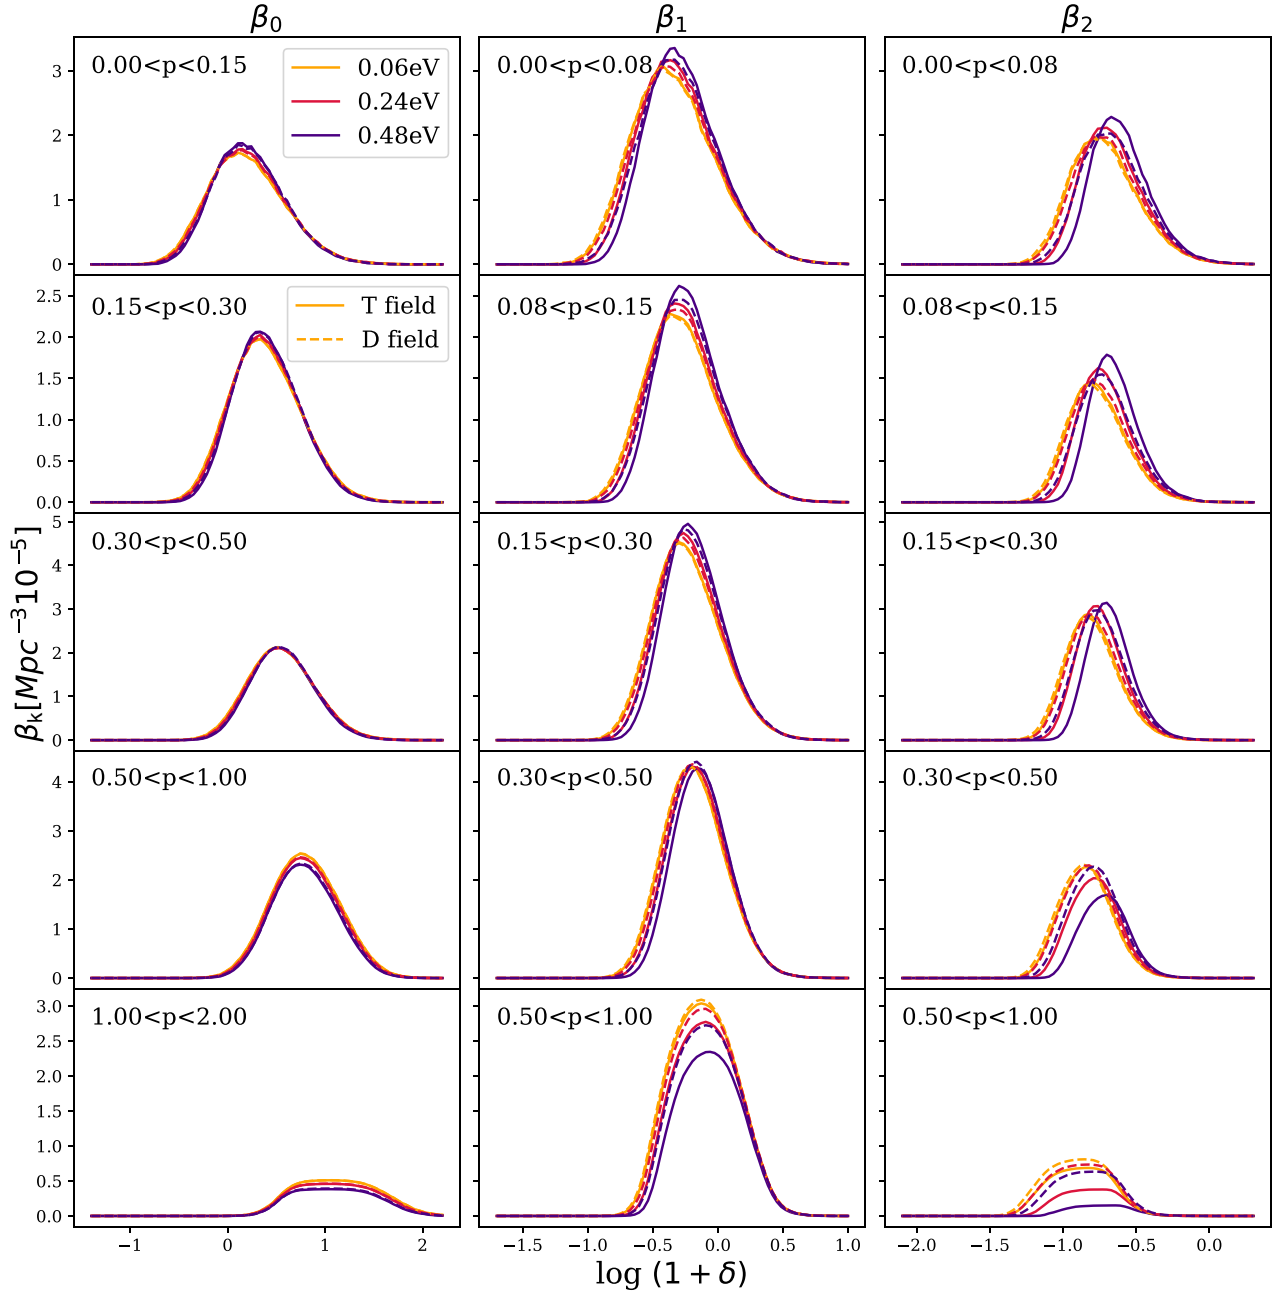 β0 β1 β2
0.00<p<0.15 0.06eV 0.24eV 0.48eV
0.00<p<0.08
0.00<p<0.08
3
2
1
0
0.15<p<0.30 T field D field
0.08<p<0.15
0.08<p<0.15
2.5
2.0
1.5
1.0
0.5
0.0
0.30<p<0.50
0.15<p<0.30
0.15<p<0.30
5
4
3
2
1
0
βk[Mpc−310−5]
0.50<p<1.00
0.30<p<0.50
0.30<p<0.50
4
3
2
1
0
1.00<p<2.00
0.50<p<1.00
0.50<p<1.00
3.0
2.5
2.0
1.5
1.0
0.5
0.0
−1 0 1 2
−1.5 −1.0 −0.5 0.0 0.5 1.0
−2.0 −1.5 −1.0 −0.5 0.0
log (1 + δ)